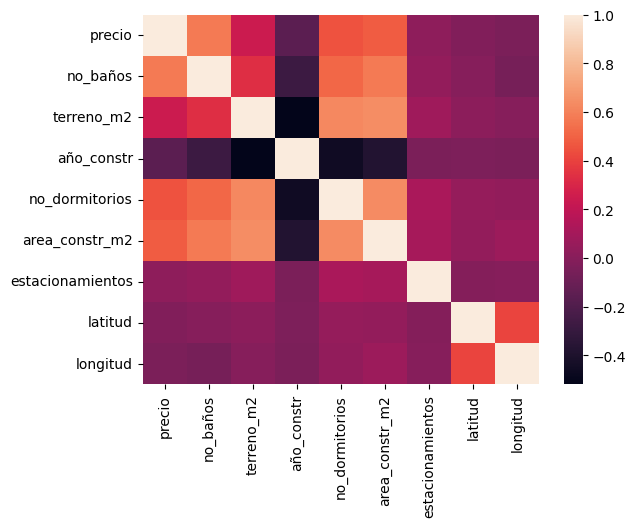 precio
no_baños
terreno_m2
año_constr
no_dormitorios
area_constr_m2
estacionamientos
latitud
longitud
precio
no_baños
terreno_m2
año_constr
no_dormitorios
area_constr_m2
estacionamientos
latitud
longitud
1.0
0.8
0.6
0.4
0.2
0.0
−0.2
−0.4